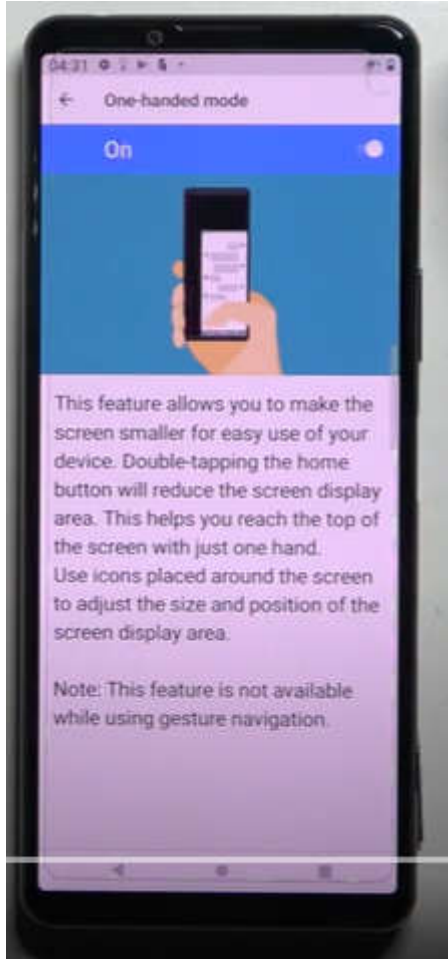 04:31
One-handed mode
On
This feature allows you to make the
screen smaller for easy use of your
device. Double-tapping the home
button will reduce the screen display
area. This helps you reach the top of
the screen with just one hand.
Use icons placed around the screen
to adjust the size and position of the
screen display area.
Note: This feature is not available
while using gesture navigation.